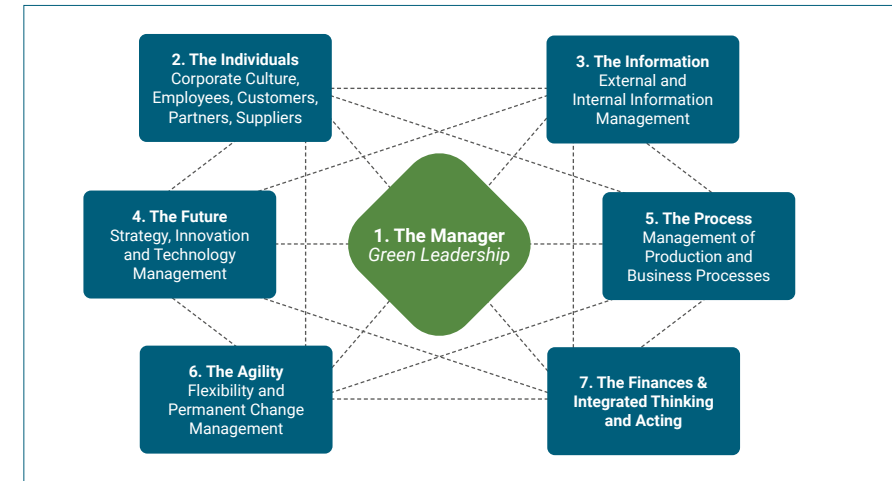 2. The Individuals
Corporate Culture,
Employees, Customers,
Partners, Suppliers
3. The Information
External and
Internal Information
Management
4. The Future
Strategy, Innovation
and Technology
Management
1. The Manager
Green Leadership
5. The Process
Management of
Production and
Business Processes
6. The Agility
Flexibility and
Permanent Change
Management
7. The Finances &
Integrated Thinking
and Acting